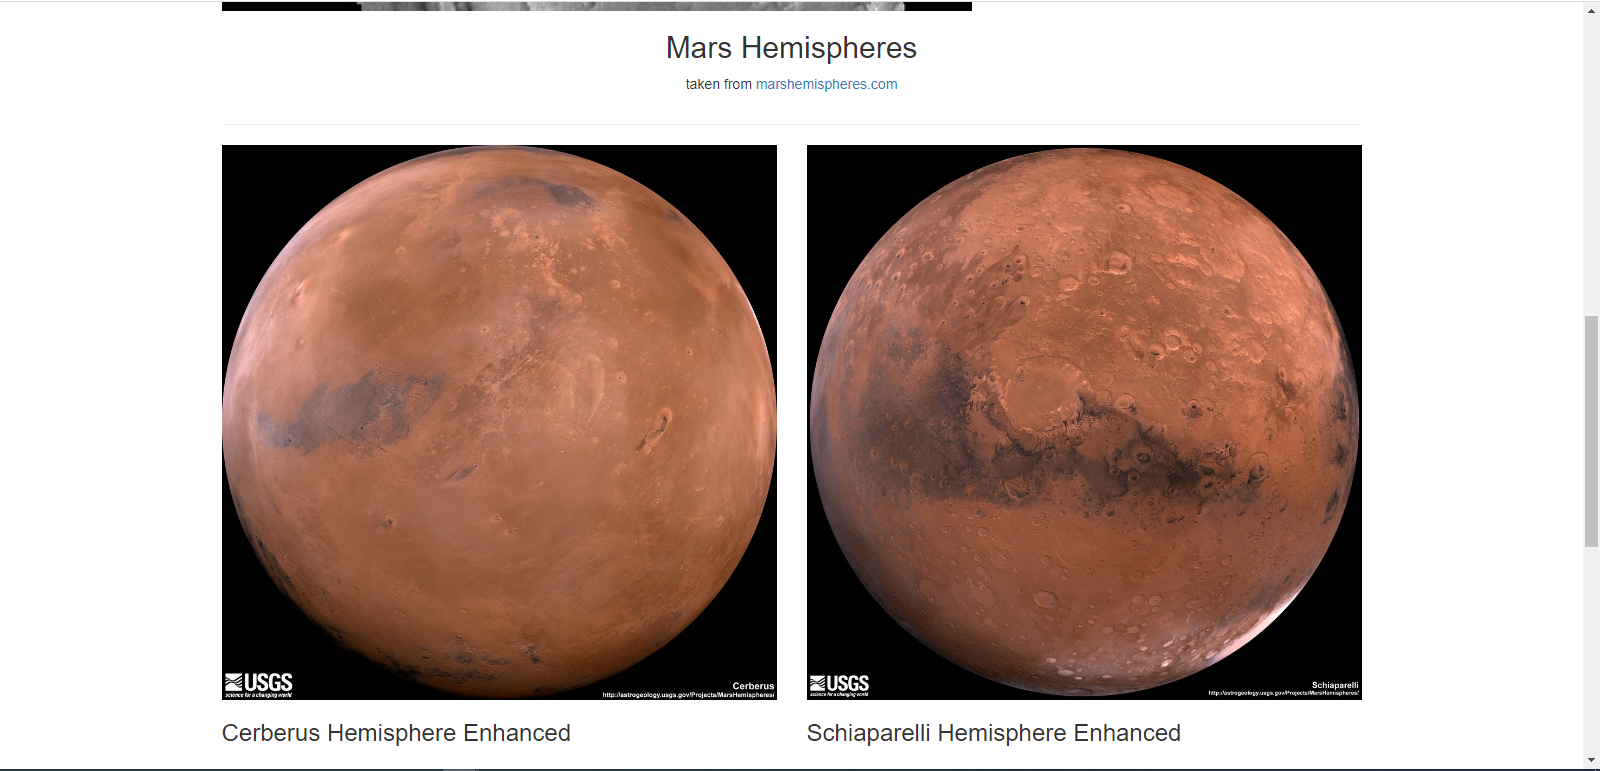 Mars Hemispheres
taken from marshemispheres.com
USGS
science for a changing world
Cerberus
http://astrogeology.usgs.gov/Projects/MarsHemispheres/
USGS
science for a changing world
Schiaparelli
http://astrogeology.usgs.gov/Projects/MarsHemispheres/
Cerberus Hemisphere Enhanced
Schiaparelli Hemisphere Enhanced